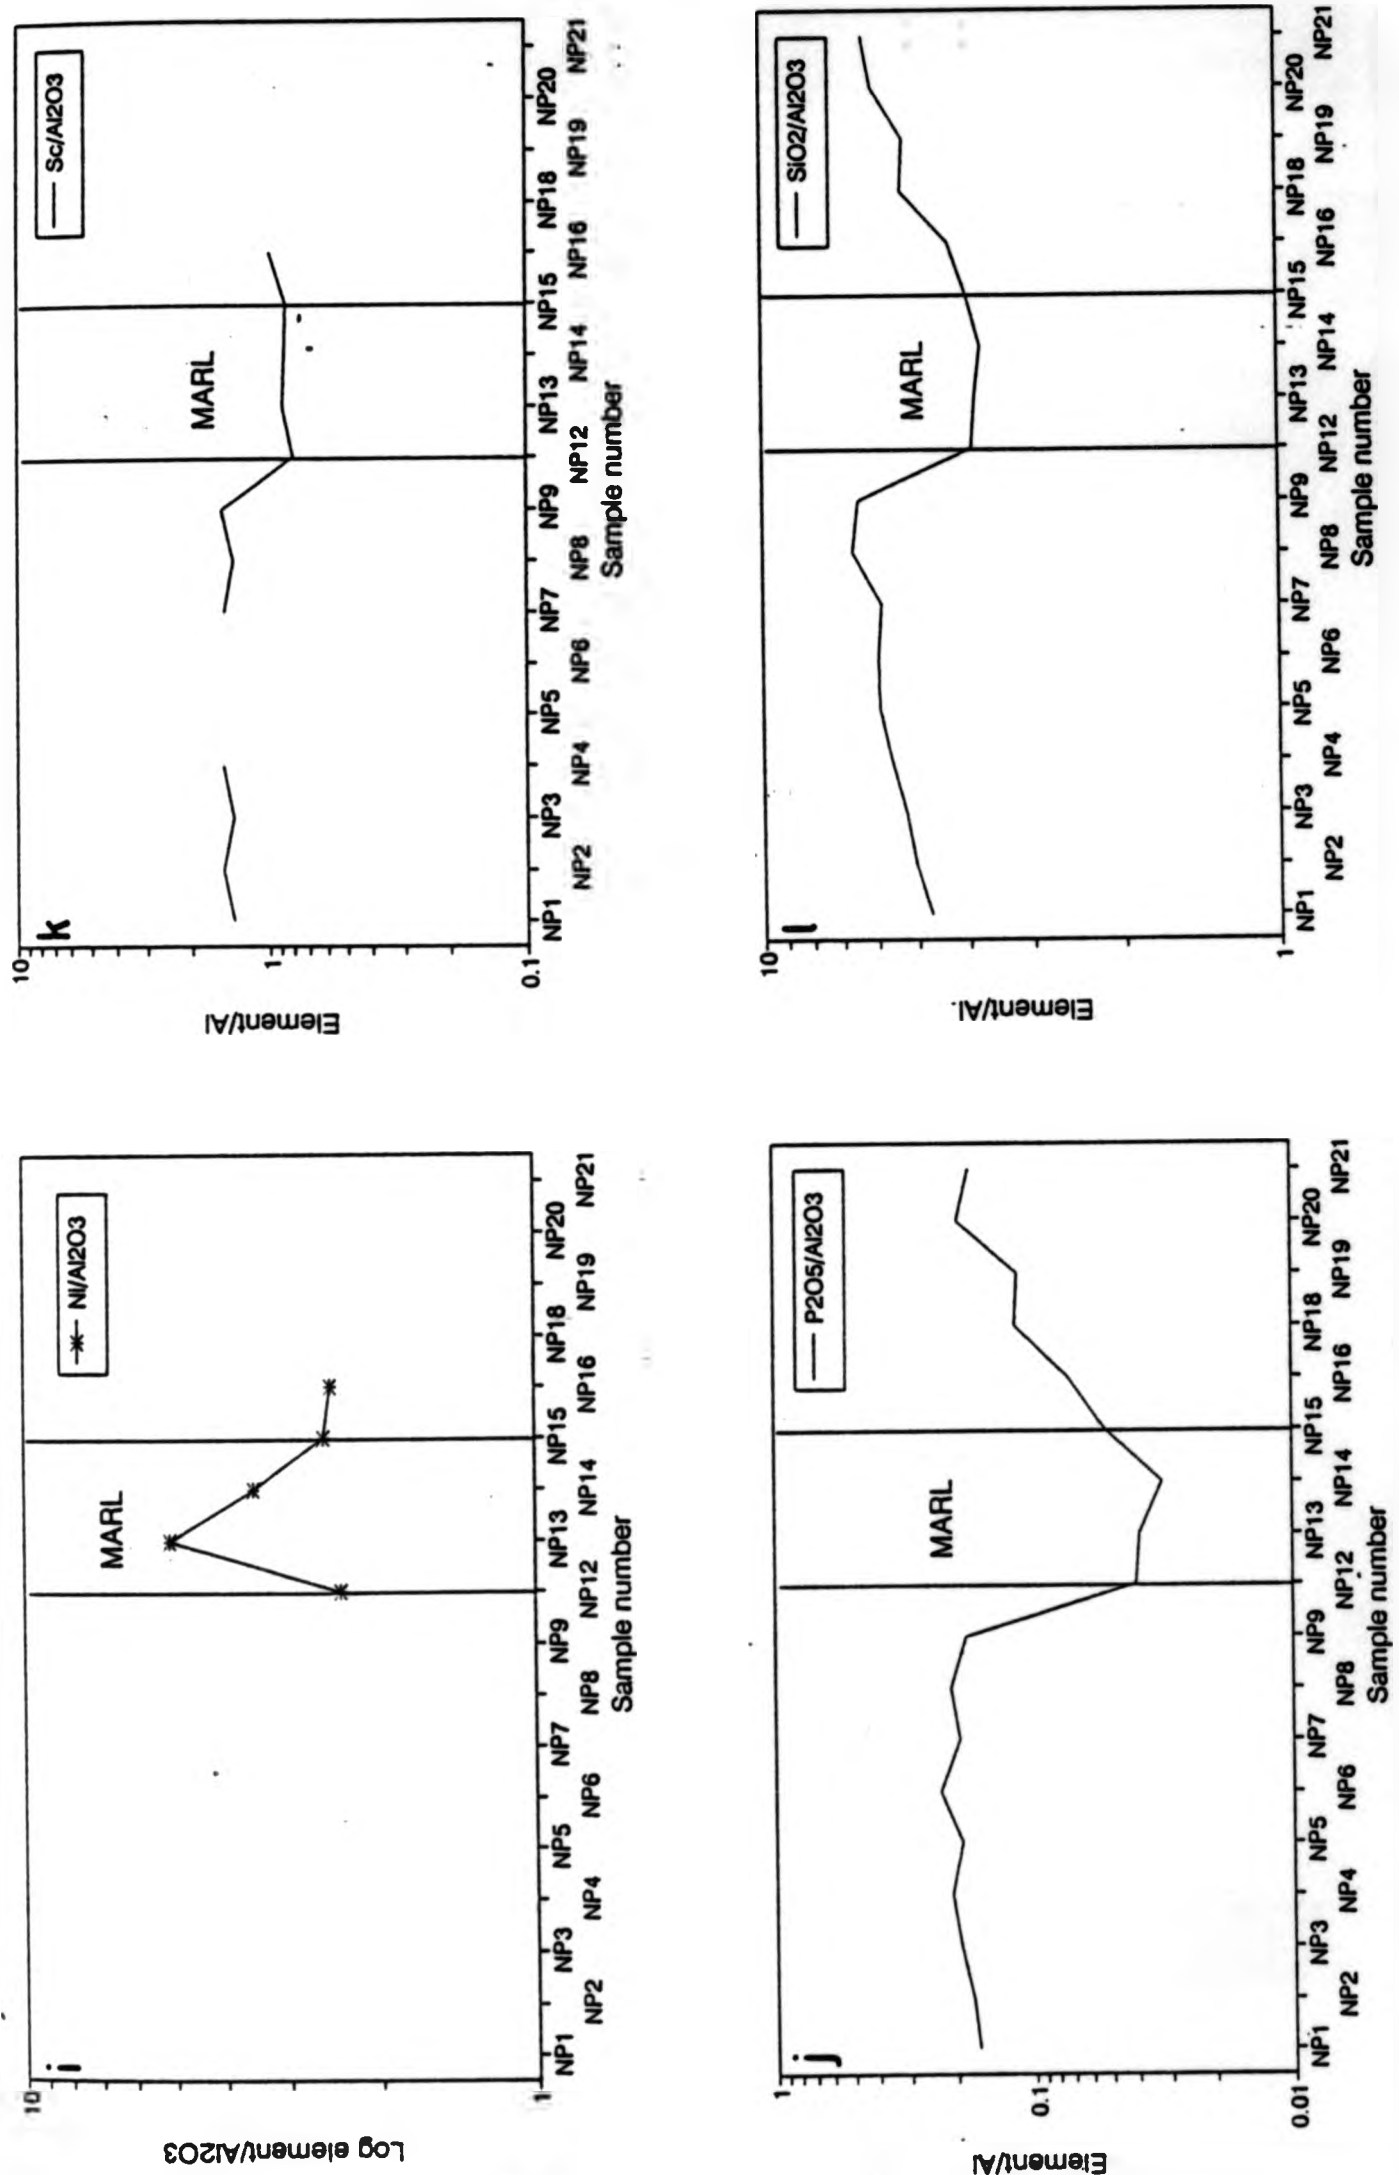 i
Ni/Al2O3
MARL
Log element/Al2O3
10
1
NP1 NP3 NP5 NP7 NP9 NP13 NP15 NP18 NP20
NP2 NP4 NP6 NP8 NP12 NP14 NP16 NP19 NP21
Sample number
k
Sc/Al2O3
MARL
Element/Al
10
1
0.1
NP1 NP3 NP5 NP7 NP9 NP13 NP15 NP18 NP20
NP2 NP4 NP6 NP8 NP12 NP14 NP16 NP19 NP21
Sample number
j
P2O5/Al2O3
MARL
Element/Al
1
0.1
0.01
NP1 NP3 NP5 NP7 NP9 NP13 NP15 NP18 NP20
NP2 NP4 NP6 NP8 NP12 NP14 NP16 NP19 NP21
Sample number
l
SiO2/Al2O3
MARL
Element/Al.
10
1
NP1 NP3 NP5 NP7 NP9 NP13 NP15 NP18 NP20
NP2 NP4 NP6 NP8 NP12 NP14 NP16 NP19 NP21
Sample number